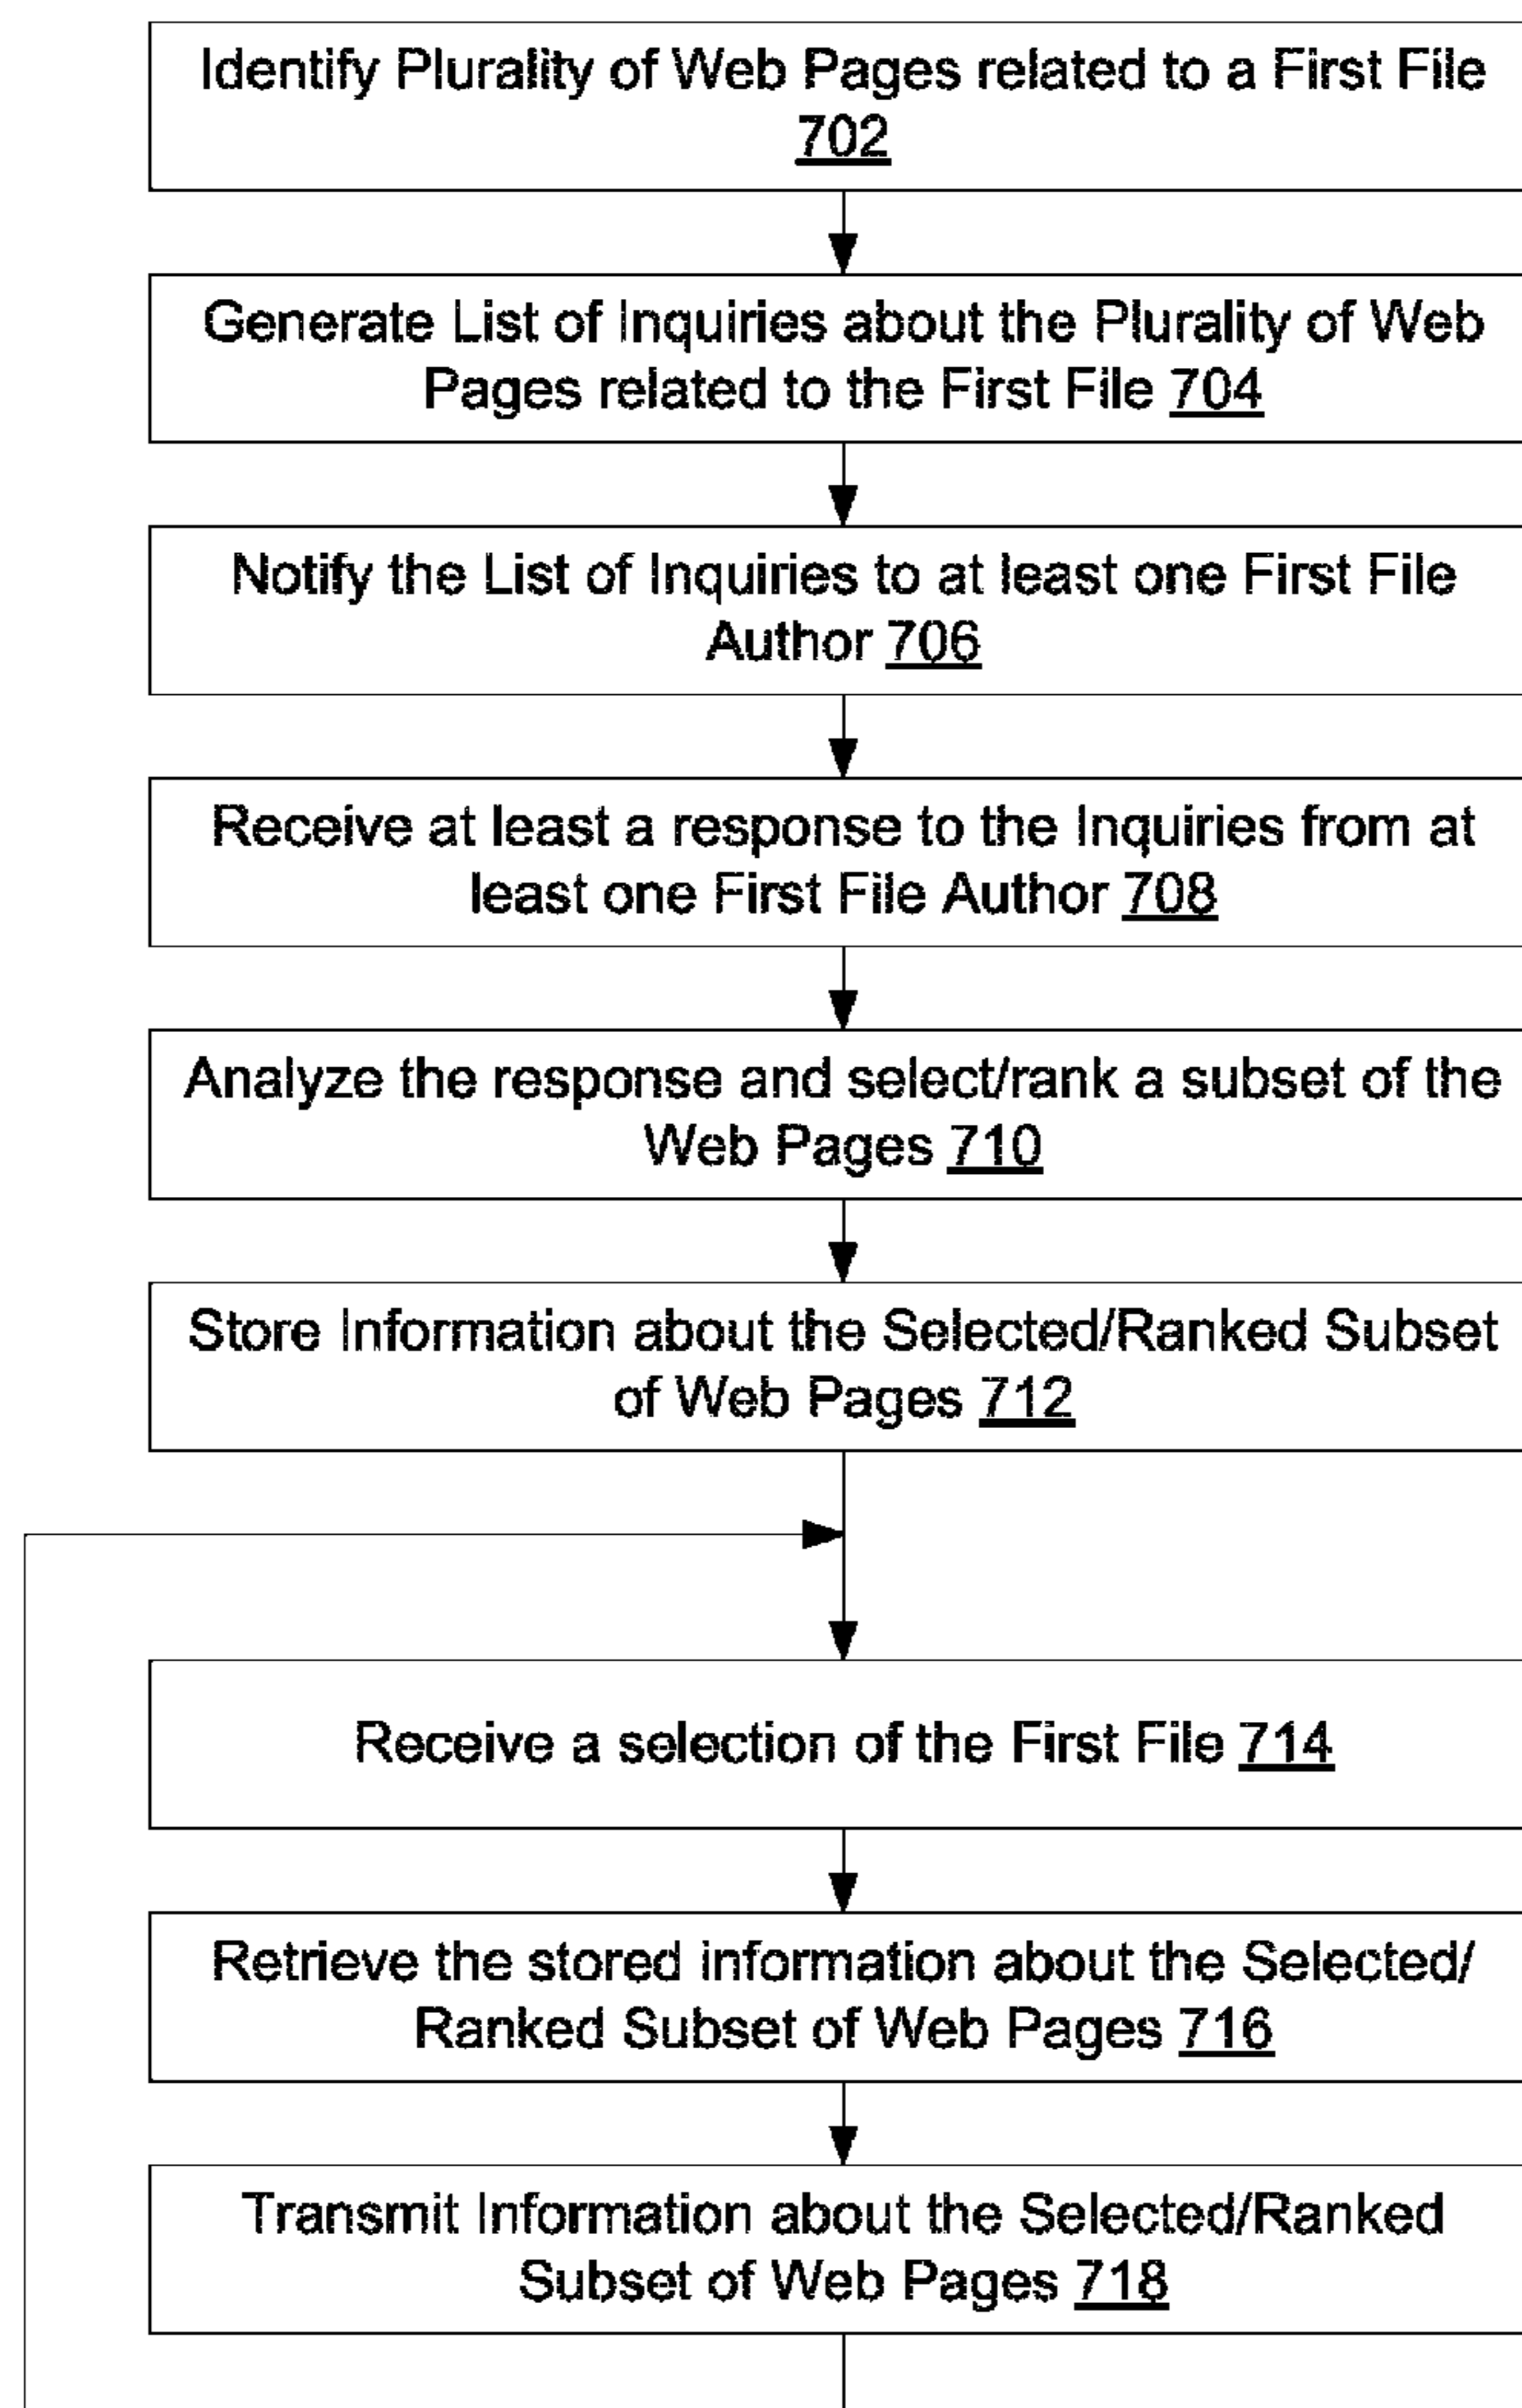 Identify Plurality of Web Pages related to a First File
702
Generate List of Inquiries about the Plurality of Web
Pages related to the First File 704
Notify the List of Inquiries to at least one First File
Author 706
Receive at least a response to the Inquiries from at
least one First File Author 708
Analyze the response and select/rank a subset of the
Web Pages 710
Store Information about the Selected/Ranked Subset
of Web Pages 712
Receive a selection of the First File 714
Retrieve the stored information about the Selected/
Ranked Subset of Web Pages 716
Transmit Information about the Selected/Ranked
Subset of Web Pages 718